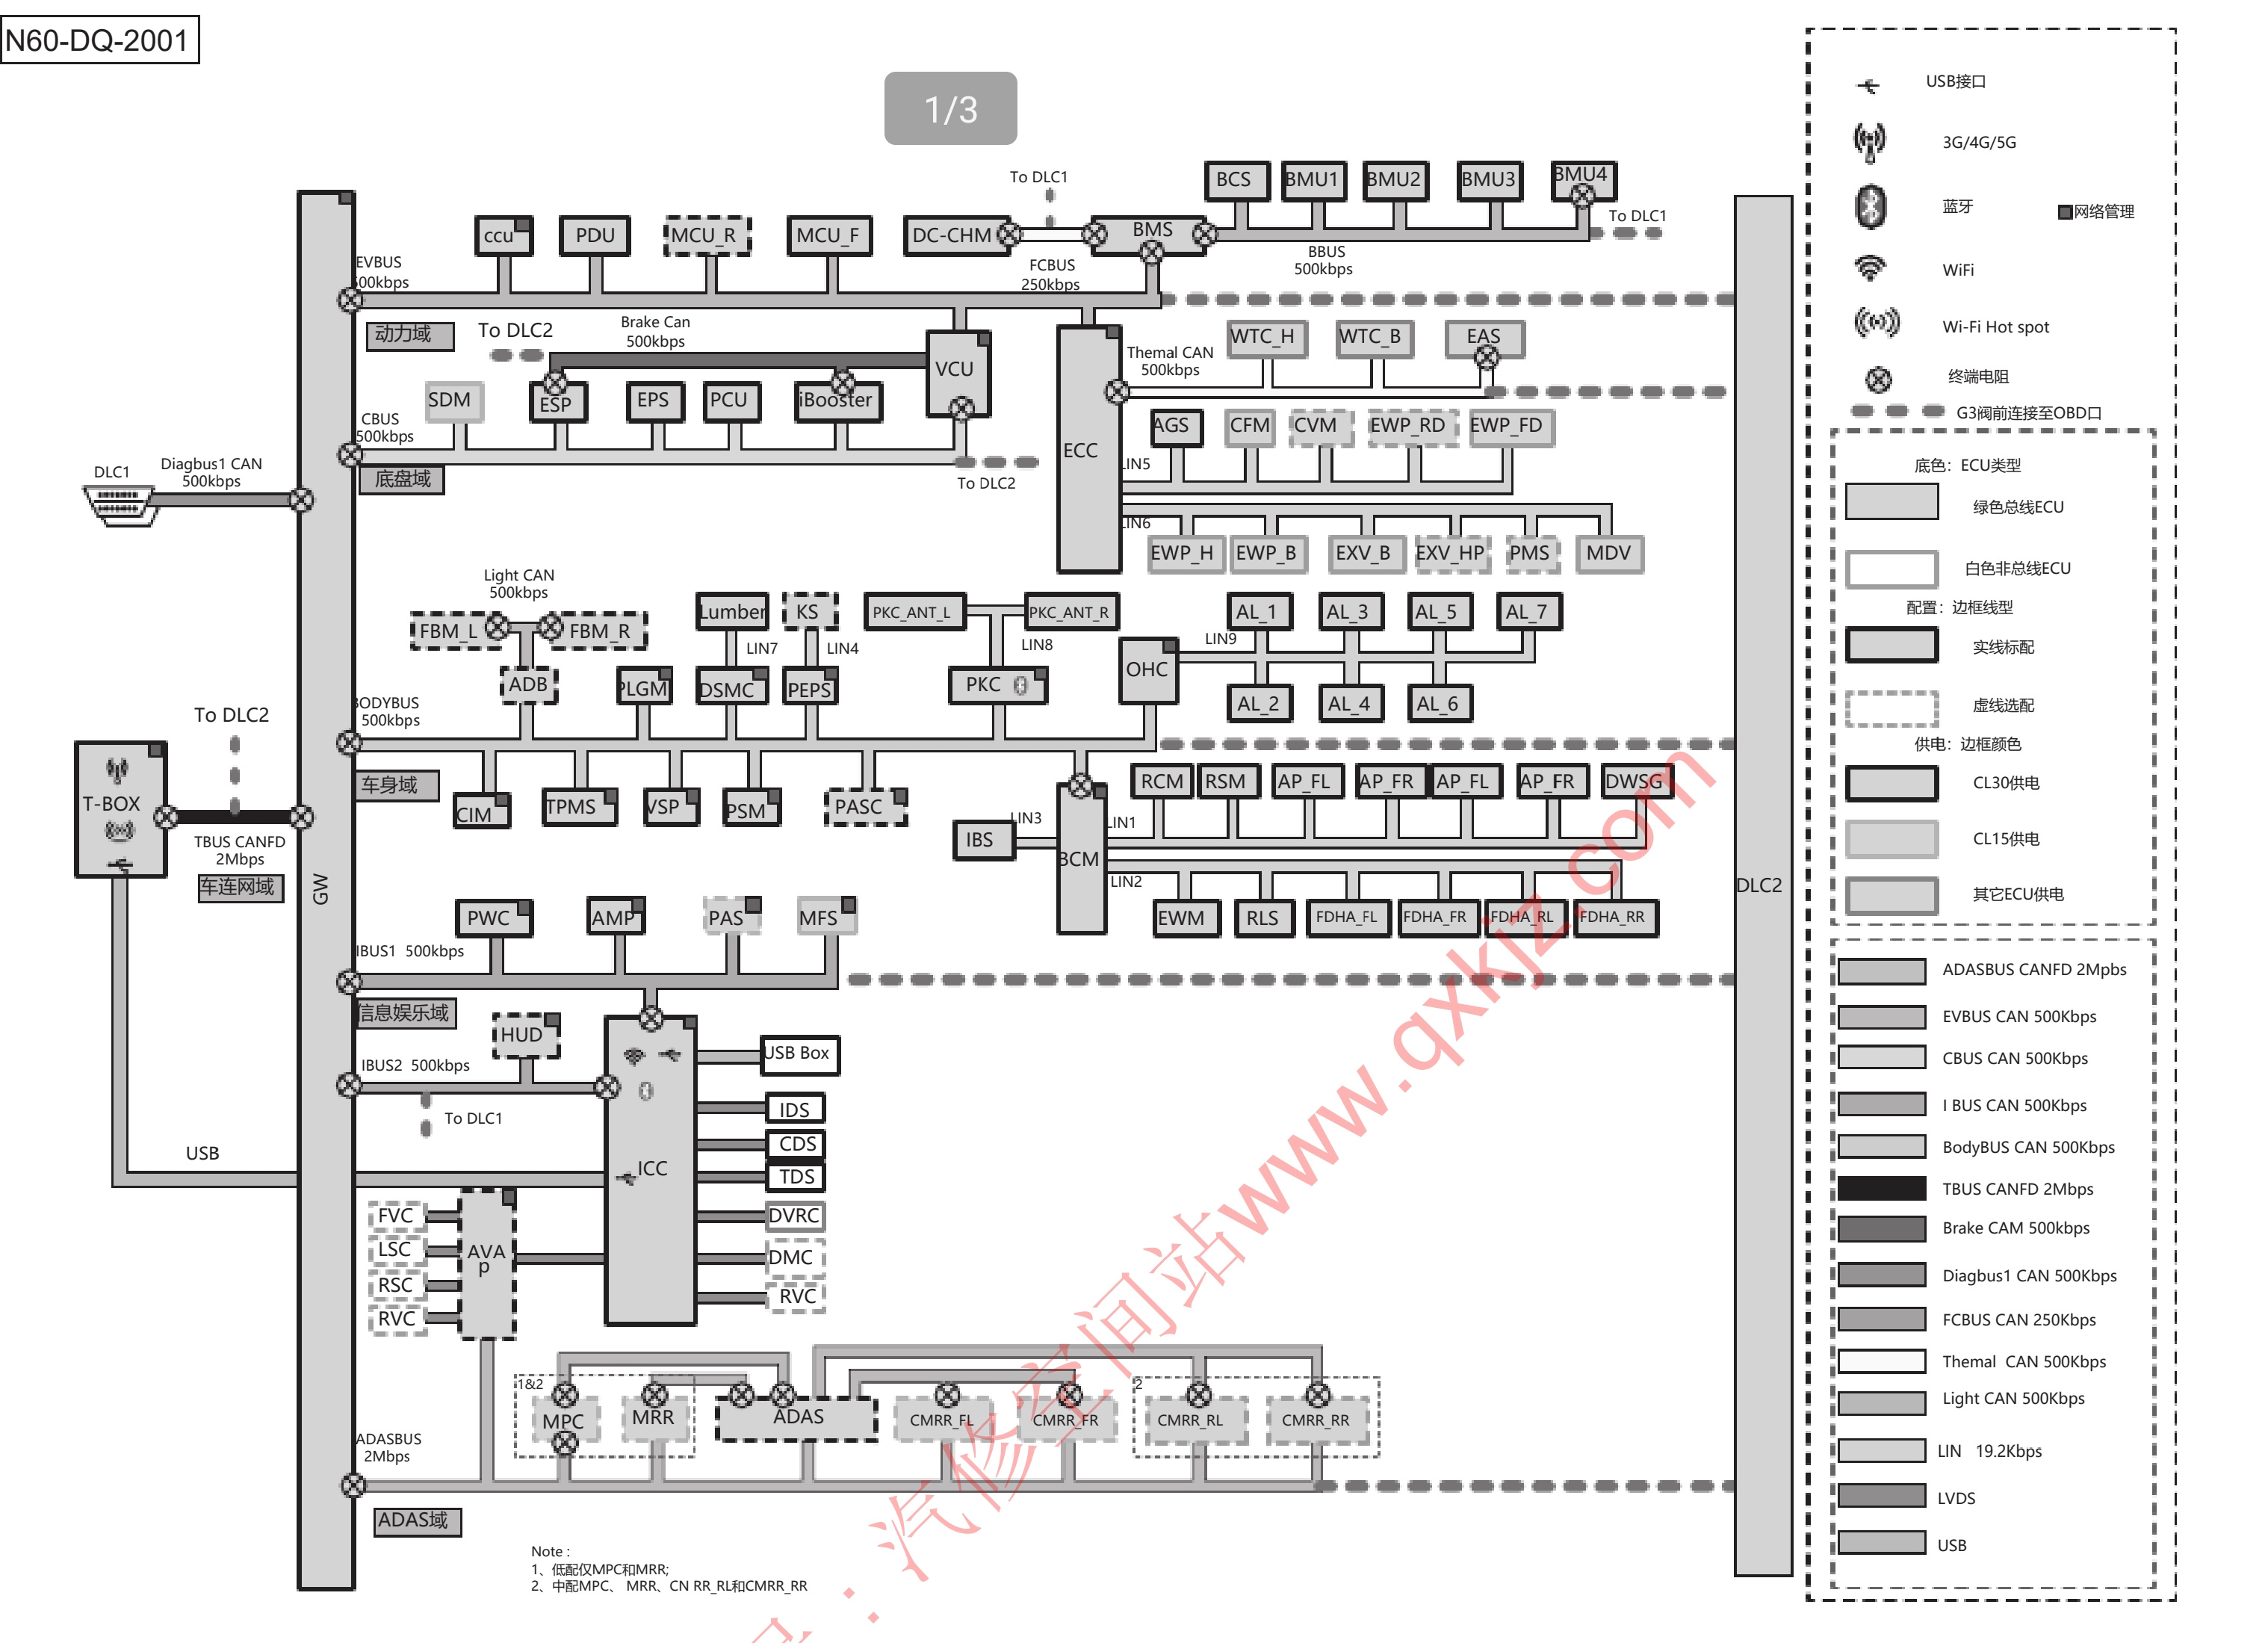 N60-DQ-2001
1/3
To DLC1
BCS
BMU1
BMU2
BMU3
BMU4
To DLC1
ccu
PDU
MCU_R
MCU_F
DC-CHM
BMS
BBUS
500kbps
FCBUS
250kbps
EVBUS
500kbps
动力域
To DLC2
Brake Can
500kbps
VCU
SDM
ESP
EPS
PCU
iBooster
CBUS
500kbps
底盘域
To DLC2
ECC
Themal CAN
500kbps
WTC_H
WTC_B
EAS
AGS
CFM
CVM
EWP_RD
EWP_FD
LIN5
LIN6
EWP_H
EWP_B
EXV_B
EXV_HP
PMS
MDV
DLC1
Diagbus1 CAN
500kbps
Light CAN
500kbps
FBM_L
FBM_R
ADB
Lumber
KS
LIN7
LIN4
PLGM
DSMC
PEPS
PKC_ANT_L
PKC_ANT_R
LIN8
PKC
OHC
LIN9
AL_1
AL_3
AL_5
AL_7
AL_2
AL_4
AL_6
BODYBUS
500kbps
车身域
CIM
TPMS
VSP
PSM
PASC
To DLC2
T-BOX
TBUS CANFD
2Mbps
车连网域
GW
RCM
RSM
AP_FL
AP_FR
AP_FL
AP_FR
DWSG
LIN3
IBS
BCM
LIN1
LIN2
EWM
RLS
FDHA_FL
FDHA_FR
FDHA_RL
FDHA_RR
DLC2
PWC
AMP
PAS
MFS
IBUS1 500kbps
信息娱乐域
HUD
IBUS2 500kbps
To DLC1
USB
ICC
USB Box
IDS
CDS
TDS
DVRC
DMC
RVC
FVC
LSC
RSC
RVC
AVA
p
1&2
MPC
MRR
ADAS
CMRR_FL
CMRR_FR
2
CMRR_RL
CMRR_RR
ADASBUS
2Mbps
ADAS域
Note :
1、低配仅MPC和MRR;
2、中配MPC、 MRR、CN RR_RL和CMRR_RR
USB接口
3G/4G/5G
蓝牙
网络管理
WiFi
Wi-Fi Hot spot
终端电阻
G3阀前连接至OBD口
底色：ECU类型
绿色总线ECU
白色非总线ECU
配置：边框线型
实线标配
虚线选配
供电：边框颜色
CL30供电
CL15供电
其它ECU供电
ADASBUS CANFD 2Mpbs
EVBUS CAN 500Kbps
CBUS CAN 500Kbps
I BUS CAN 500Kbps
BodyBUS CAN 500Kbps
TBUS CANFD 2Mbps
Brake CAM 500kbps
Diagbus1 CAN 500Kbps
FCBUS CAN 250Kbps
Themal CAN 500Kbps
Light CAN 500Kbps
LIN 19.2Kbps
LVDS
USB
：汽修空间站www.qxkjz.com